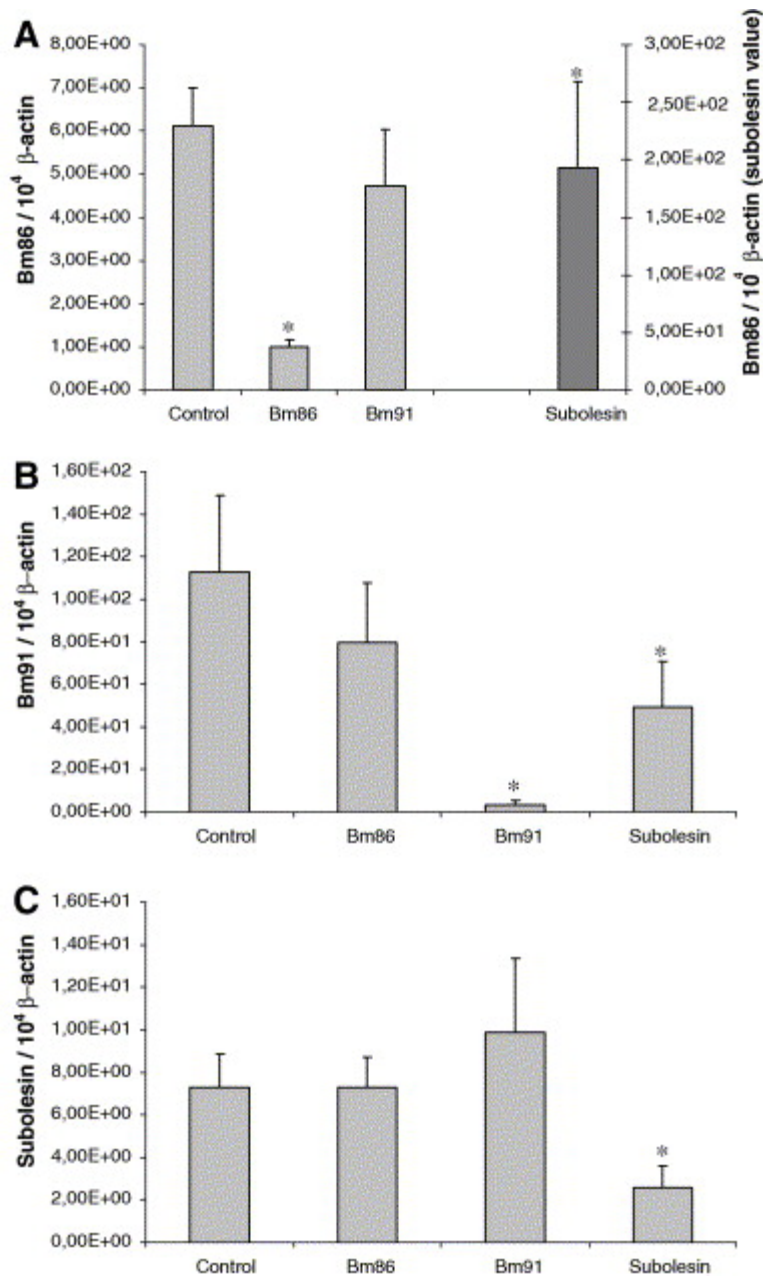 A
Bm86 / 10⁴ β-actin
8,00E+00
7,00E+00
6,00E+00
5,00E+00
4,00E+00
3,00E+00
2,00E+00
1,00E+00
0,00E+00
*
*
Control Bm86 Bm91 Subolesin
3,00E+02
2,50E+02
2,00E+02
1,50E+02
1,00E+02
5,00E+01
0,00E+00
Bm86 / 10⁴ β-actin (subolesin value)
B
Bm91 / 10⁴ β–actin
1,60E+02
1,40E+02
1,20E+02
1,00E+02
8,00E+01
6,00E+01
4,00E+01
2,00E+01
0,00E+00
*
*
Control Bm86 Bm91 Subolesin
C
Subolesin / 10⁴ β–actin
1,60E+01
1,40E+01
1,20E+01
1,00E+01
8,00E+00
6,00E+00
4,00E+00
2,00E+00
0,00E+00
*
Control Bm86 Bm91 Subolesin